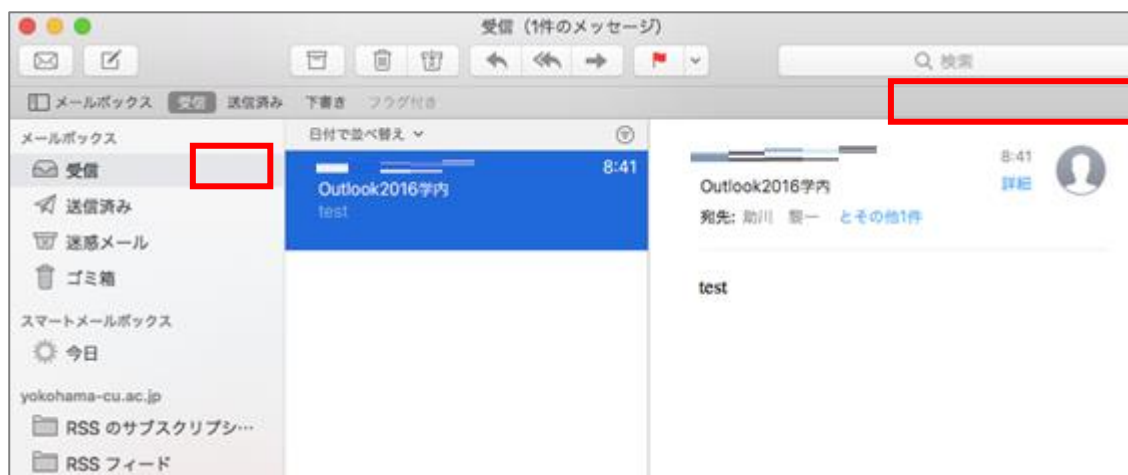 受信（1件のメッセージ）
検索
メールボックス 受信 送信済み 下書き フラグ付き
メールボックス
受信
送信済み
迷惑メール
ゴミ箱
スマートメールボックス
今日
yokohama-cu.ac.jp
RSS のサブスクリプシ…
RSS フィード
日付で並べ替え
8:41
Outlook2016学内
test
8:41
Outlook2016学内
詳細
宛先: 助川 とその他1件
test